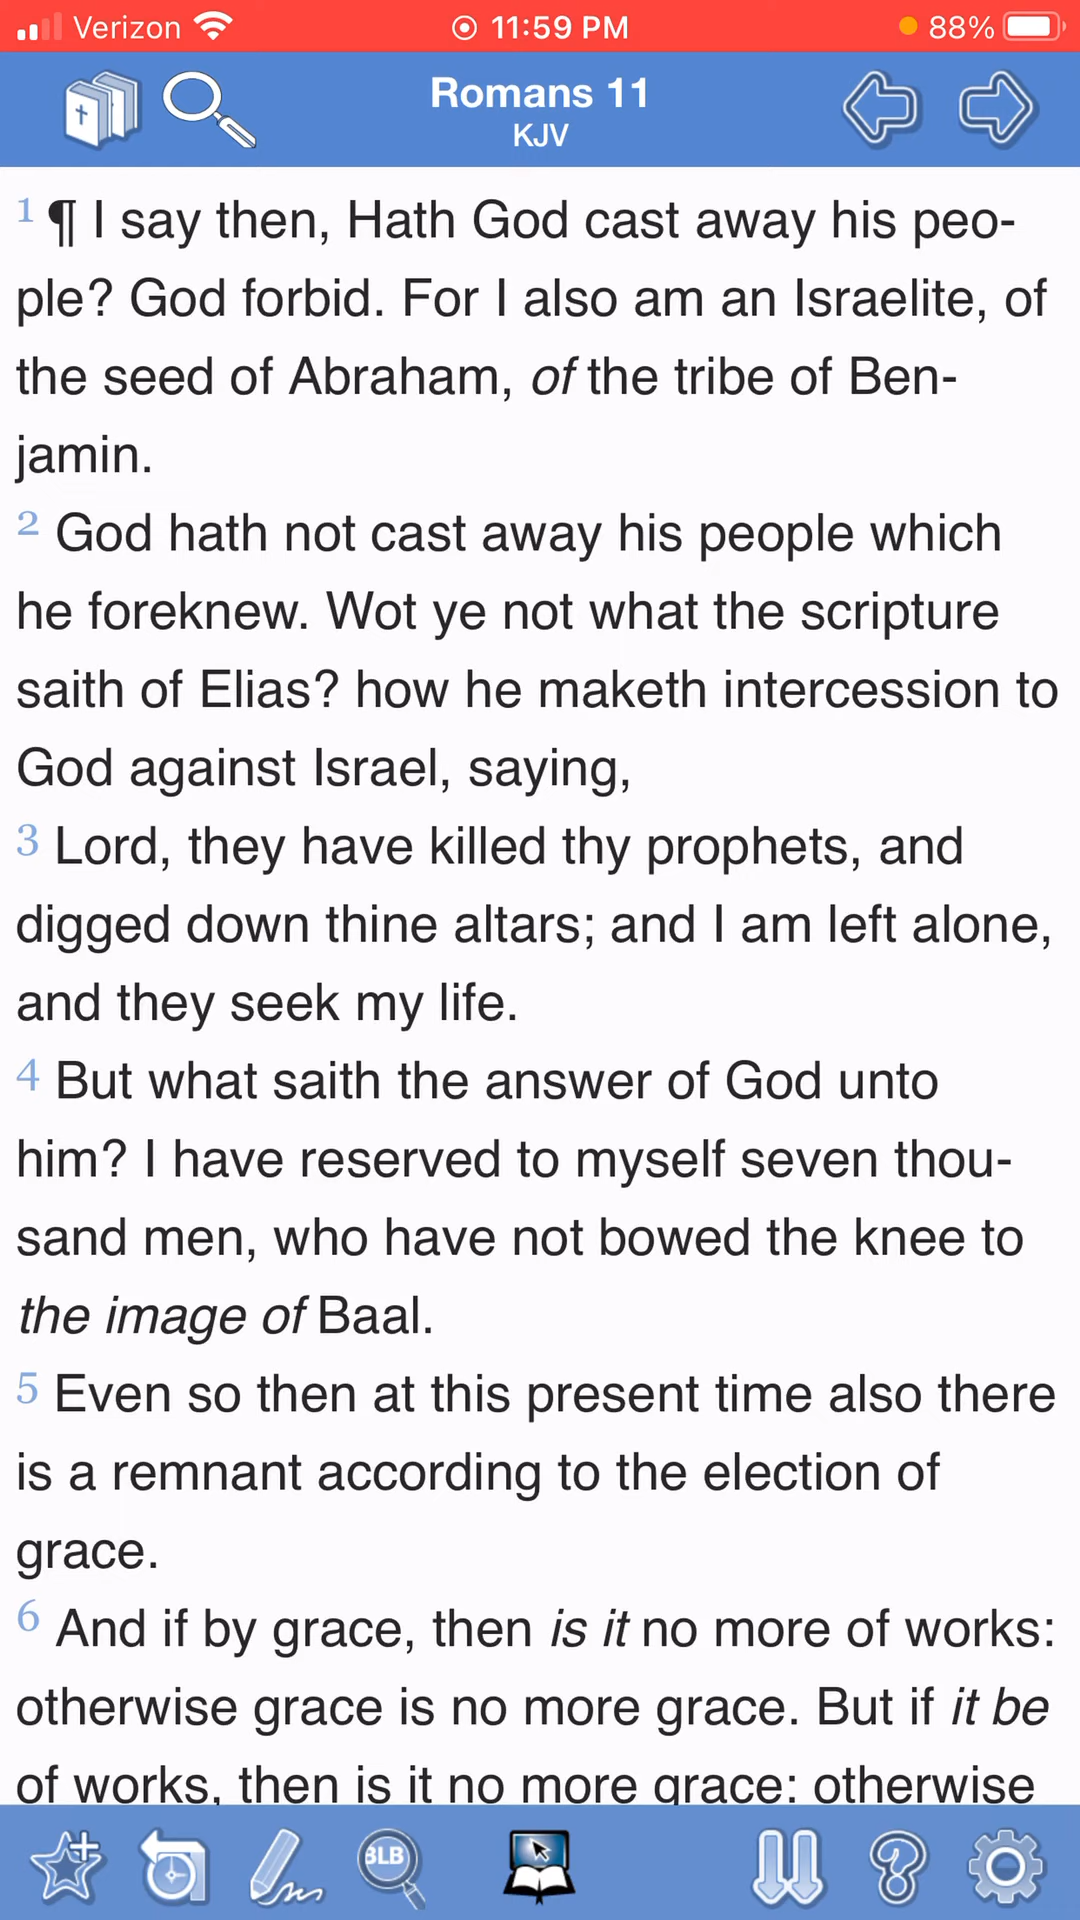 Verizon 11:59 PM 88%
Romans 11
KJV
1 ¶ I say then, Hath God cast away his peo-
ple? God forbid. For I also am an Israelite, of
the seed of Abraham, of the tribe of Ben-
jamin.
2 God hath not cast away his people which
he foreknew. Wot ye not what the scripture
saith of Elias? how he maketh intercession to
God against Israel, saying,
3 Lord, they have killed thy prophets, and
digged down thine altars; and I am left alone,
and they seek my life.
4 But what saith the answer of God unto
him? I have reserved to myself seven thou-
sand men, who have not bowed the knee to
the image of Baal.
5 Even so then at this present time also there
is a remnant according to the election of
grace.
6 And if by grace, then is it no more of works:
otherwise grace is no more grace. But if it be
of works, then is it no more grace: otherwise
BLB